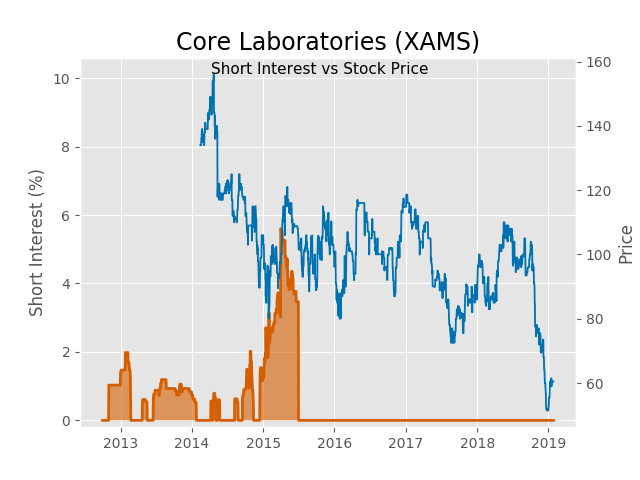 Core Laboratories (XAMS)
Short Interest vs Stock Price
Short Interest (%)
10
8
6
4
2
0
160
140
120
100
80
60
Price
2013 2014 2015 2016 2017 2018 2019